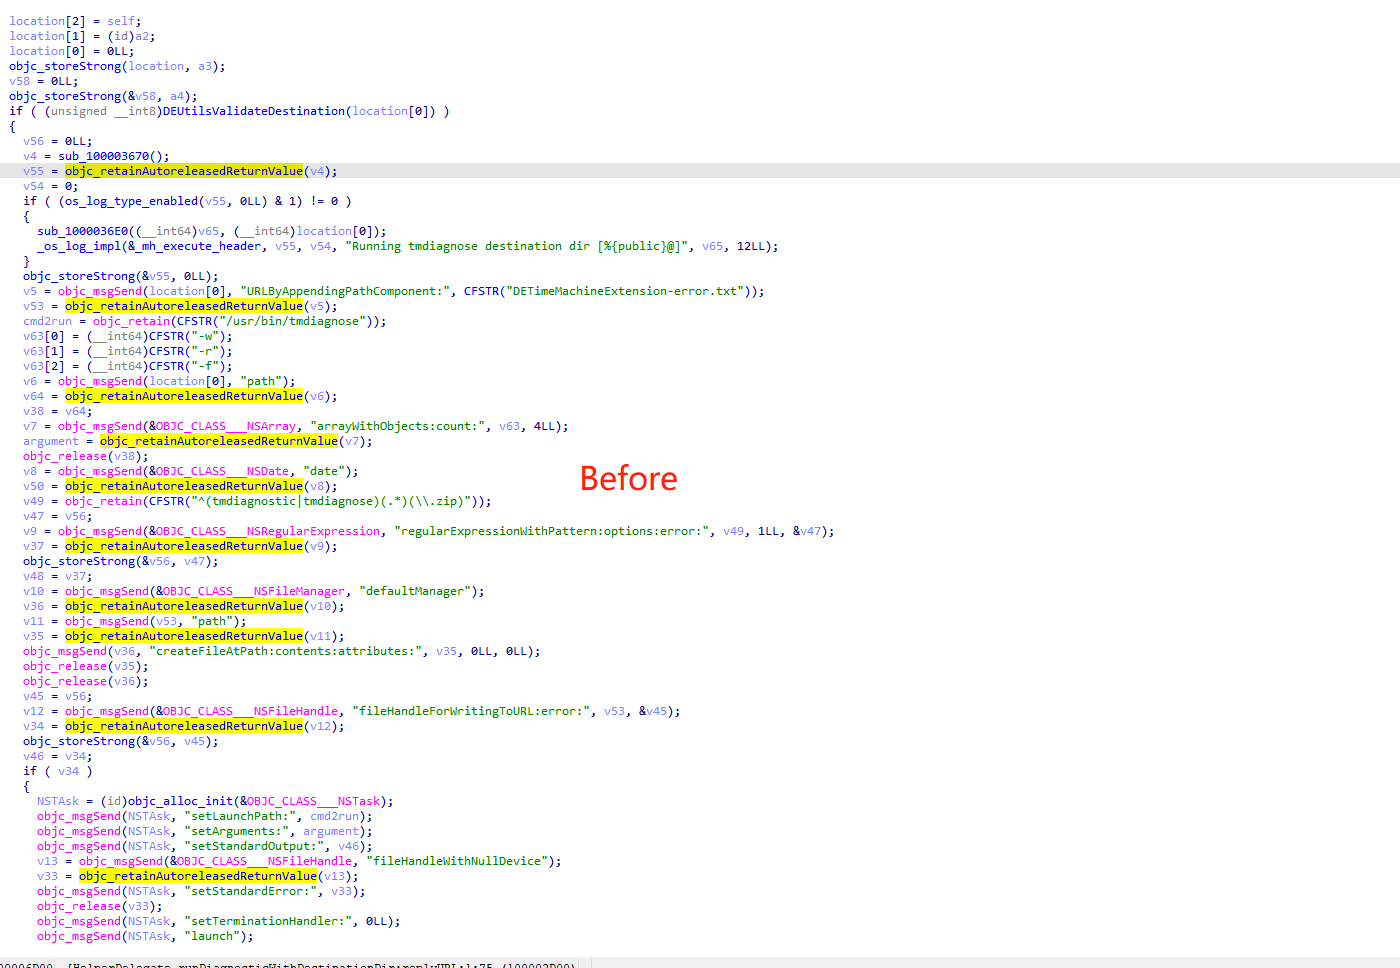 location[2] = self;
location[1] = (id)a2;
location[0] = 0LL;
objc_storeStrong(location, a3);
v58 = 0LL;
objc_storeStrong(&v58, a4);
if ( (unsigned __int8)DEUtilsValidateDestination(location[0]) )
{
v56 = 0LL;
v4 = sub_100003670();
v55 = objc_retainAutoreleasedReturnValue(v4);
v54 = 0;
if ( (os_log_type_enabled(v55, 0LL) & 1) != 0 )
{
sub_1000036E0((__int64)v65, (__int64)location[0]);
_os_log_impl(&_mh_execute_header, v55, v54, "Running tmdiagnose destination dir [%{public}@]", v65, 12LL);
}
objc_storeStrong(&v55, 0LL);
v5 = objc_msgSend(location[0], "URLByAppendingPathComponent:", CFSTR("DETimeMachineExtension-error.txt"));
v53 = objc_retainAutoreleasedReturnValue(v5);
cmd2run = objc_retain(CFSTR("/usr/bin/tmdiagnose"));
v63[0] = (__int64)CFSTR("-w");
v63[1] = (__int64)CFSTR("-r");
v63[2] = (__int64)CFSTR("-f");
v6 = objc_msgSend(location[0], "path");
v64 = objc_retainAutoreleasedReturnValue(v6);
v38 = v64;
v7 = objc_msgSend(&OBJC_CLASS___NSArray, "arrayWithObjects:count:", v63, 4LL);
argument = objc_retainAutoreleasedReturnValue(v7);
objc_release(v38);
v8 = objc_msgSend(&OBJC_CLASS___NSDate, "date");
v50 = objc_retainAutoreleasedReturnValue(v8);
v49 = objc_retain(CFSTR("^(tmdiagnostic|tmdiagnose)(.*)(\\.zip)"));
v47 = v56;
v9 = objc_msgSend(&OBJC_CLASS___NSRegularExpression, "regularExpressionWithPattern:options:error:", v49, 1LL, &v47);
v37 = objc_retainAutoreleasedReturnValue(v9);
objc_storeStrong(&v56, v47);
v48 = v37;
v10 = objc_msgSend(&OBJC_CLASS___NSFileManager, "defaultManager");
v36 = objc_retainAutoreleasedReturnValue(v10);
v11 = objc_msgSend(v53, "path");
v35 = objc_retainAutoreleasedReturnValue(v11);
objc_msgSend(v36, "createFileAtPath:contents:attributes:", v35, 0LL, 0LL);
objc_release(v35);
objc_release(v36);
v45 = v56;
v12 = objc_msgSend(&OBJC_CLASS___NSFileHandle, "fileHandleForWritingToURL:error:", v53, &v45);
v34 = objc_retainAutoreleasedReturnValue(v12);
objc_storeStrong(&v56, v45);
v46 = v34;
if ( v34 )
{
NSTAsk = (id)objc_alloc_init(&OBJC_CLASS___NSTask);
objc_msgSend(NSTAsk, "setLaunchPath:", cmd2run);
objc_msgSend(NSTAsk, "setArguments:", argument);
objc_msgSend(NSTAsk, "setStandardOutput:", v46);
v13 = objc_msgSend(&OBJC_CLASS___NSFileHandle, "fileHandleWithNullDevice");
v33 = objc_retainAutoreleasedReturnValue(v13);
objc_msgSend(NSTAsk, "setStandardError:", v33);
objc_release(v33);
objc_msgSend(NSTAsk, "setTerminationHandler:", 0LL);
objc_msgSend(NSTAsk, "launch");
Before